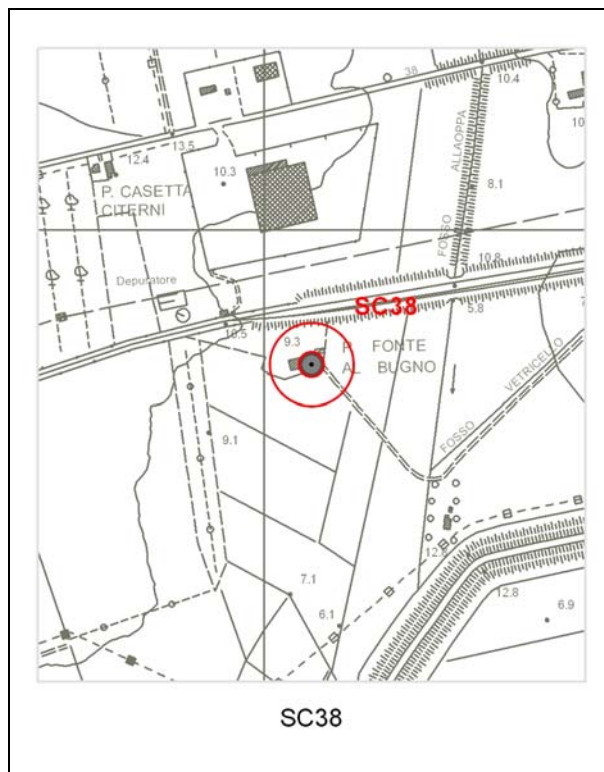 38
10.4
13.5
12.4
10.3
ALLAOPPA
8.1
P. CASETTA
CITERNI
FOSSO
10.8
Depuratore
SC38
5.8
10.5
9.3
P. FONTE
AL BUGNO
VETRICELLO
FOSSO
9.1
12.8
7.1
12.8
6.1
6.9
SC38